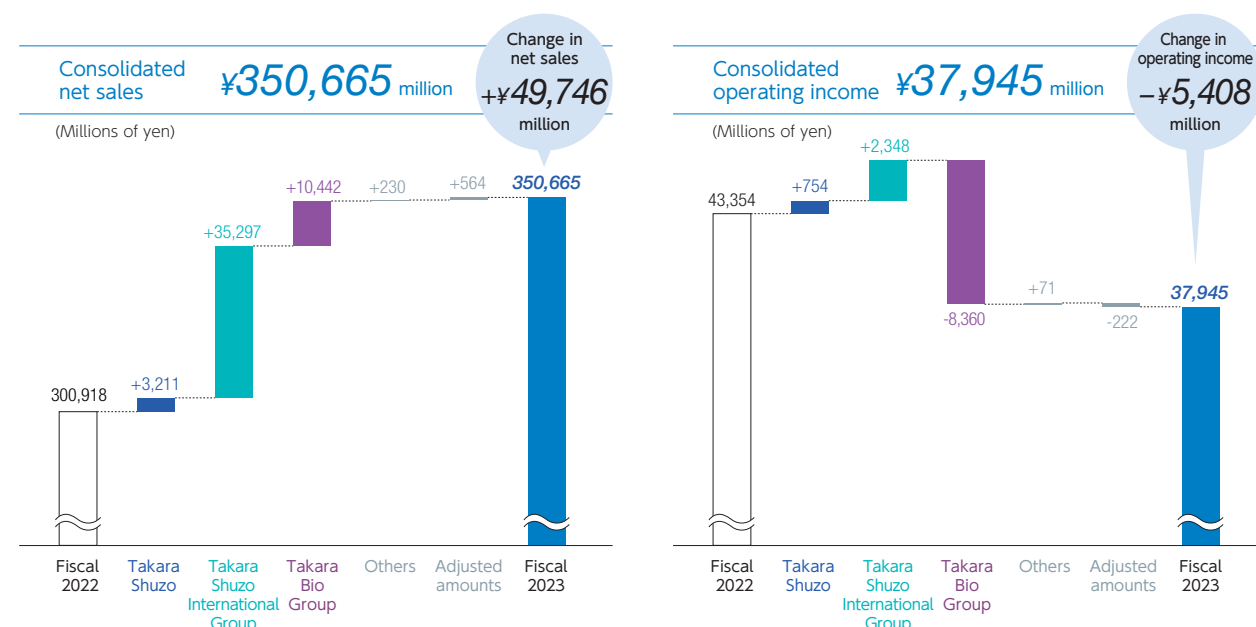 Change in
net sales
+¥49,746
million
Consolidated
net sales
¥350,665 million
(Millions of yen)
300,918
+3,211
+35,297
+10,442
+230
+564
350,665
Fiscal
2022
Takara
Shuzo
Takara
Shuzo
International
Group
Takara
Bio
Group
Others
Adjusted
amounts
Fiscal
2023
Change in
operating income
−¥5,408
million
Consolidated
operating income
¥37,945 million
(Millions of yen)
43,354
+754
+2,348
-8,360
+71
-222
37,945
Fiscal
2022
Takara
Shuzo
Takara
Shuzo
International
Group
Takara
Bio
Group
Others
Adjusted
amounts
Fiscal
2023